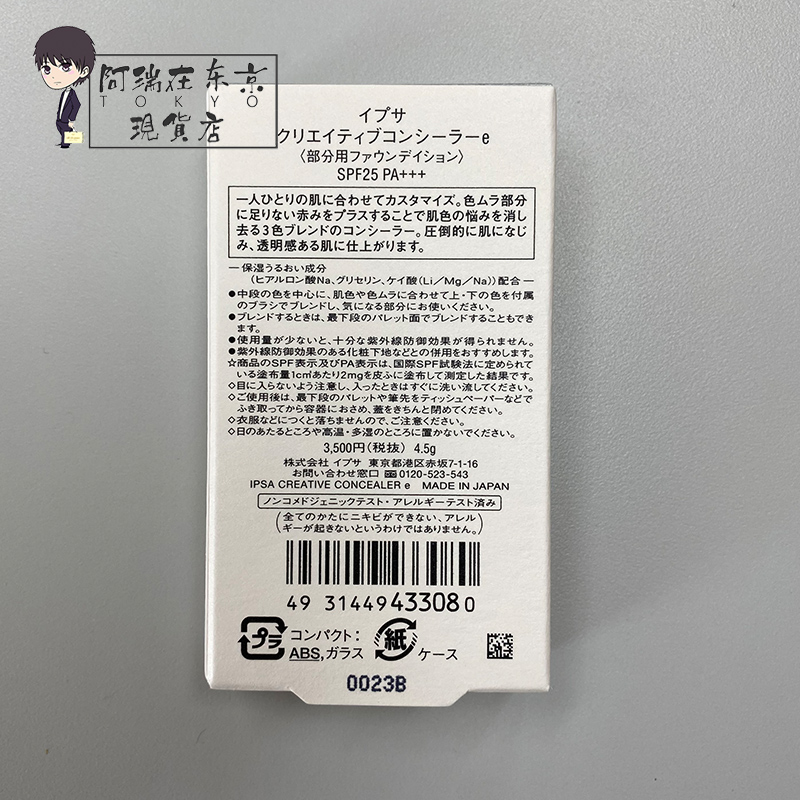 阿瑞在东京
TOKYO
現貨店
イプサ
クリエイティブコンシーラーe
〈部分用ファウンデイション〉
SPF25 PA+++
一人ひとりの肌に合わせてカスタマイズ。色ムラ部分
に足りない赤みをプラスすることで肌色の悩みを消し
去る3色ブレンドのコンシーラー。圧倒的に肌になじ
み、透明感ある肌に仕上がります。
―保湿うるおい成分
（ヒアルロン酸Na、グリセリン、ケイ酸（Li／Mg／Na））配合―
●中段の色を中心に、肌色や色ムラに合わせて上・下の色を付属
のブラシでブレンドし、気になる部分にお使いください。
●ブレンドするときは、最下段のパレット面でブレンドすることもでき
ます。
●使用量が少ないと、十分な紫外線防御効果が得られません。
●紫外線防御効果のある化粧下地などとの併用をおすすめします。
☆商品のSPF表示及びPA表示は、国際SPF試験法に定められて
いる塗布量1c㎡あたり2mgを皮ふに塗布して測定した結果です。
◇目に入らないよう注意し、入ったときはすぐに洗い流してください。
◇ご使用後は、最下段のパレットや筆先をティッシュペーパーなどで
ふき取ってから容器におさめ、蓋をきちんと閉めてください。
◇衣服などにつくと落ちませんので、ご注意ください。
◇日のあたるところや高温・多湿のところに置かないでください。
3,500円（税抜） 4.5g
株式会社 イプサ 東京都港区赤坂7-1-16
お問い合わせ窓口 0120-523-543
IPSA CREATIVE CONCEALER e MADE IN JAPAN
ノンコメドジェニックテスト・アレルギーテスト済み
（全てのかたにニキビができない、アレル
ギーが起きないというわけではありません。）
49 31449 43308 0
プラ コンパクト： 紙 ケース
ABS,ガラス
0023B